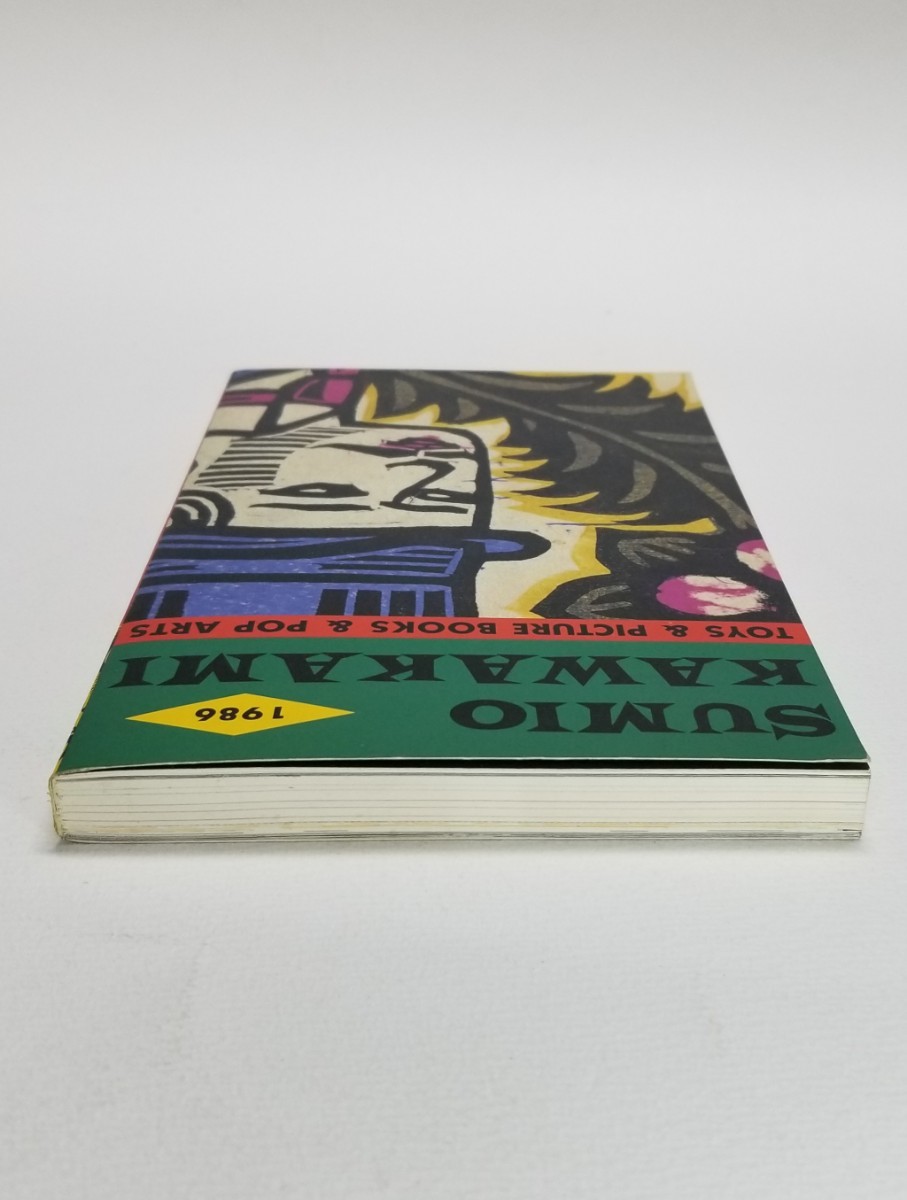 SUMIO
1986
KAWAKAMI
TOYS & PICTURE BOOKS & POP ARTS